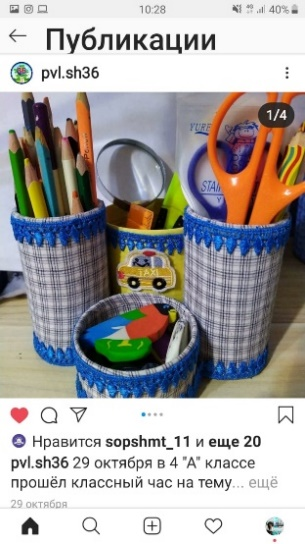 10:28
40%
Публикации
pvl.sh36
1/4
STAIN
TAXI
Нравится sopshmt_11 и еще 20
pvl.sh36 29 октября в 4 "А" классе
прошёл классный час на тему... ещё
29 октября